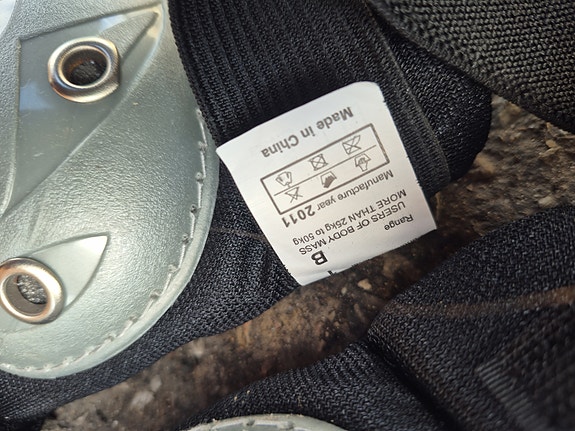 B
Range
USERS OF BODY MASS
MORE THAN 25kg to 50kg
Manufacture year 2011
Made in China